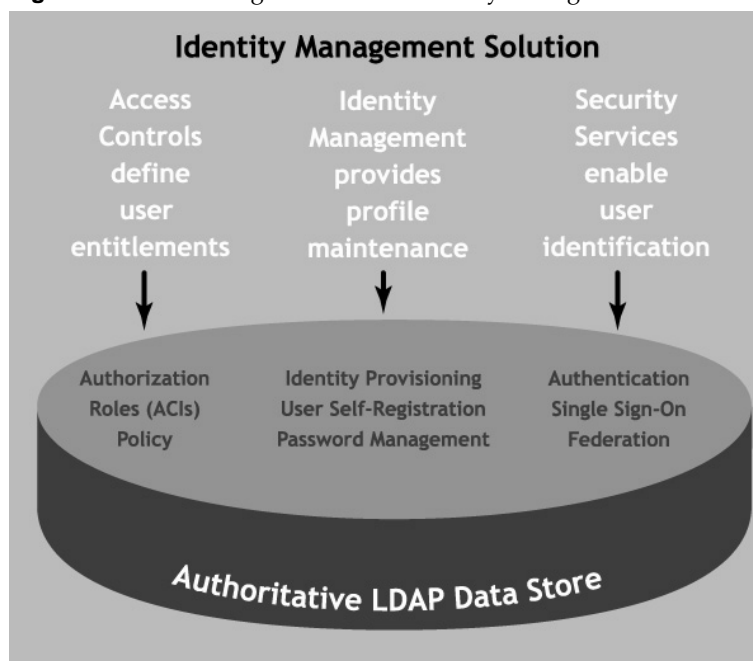 Identity Management Solution
Access
Controls
define
user
entitlements
Identity
Management
provides
profile
maintenance
Security
Services
enable
user
identification
Authorization
Roles (ACIs)
Policy
Identity Provisioning
User Self-Registration
Password Management
Authentication
Single Sign-On
Federation
Authoritative LDAP Data Store